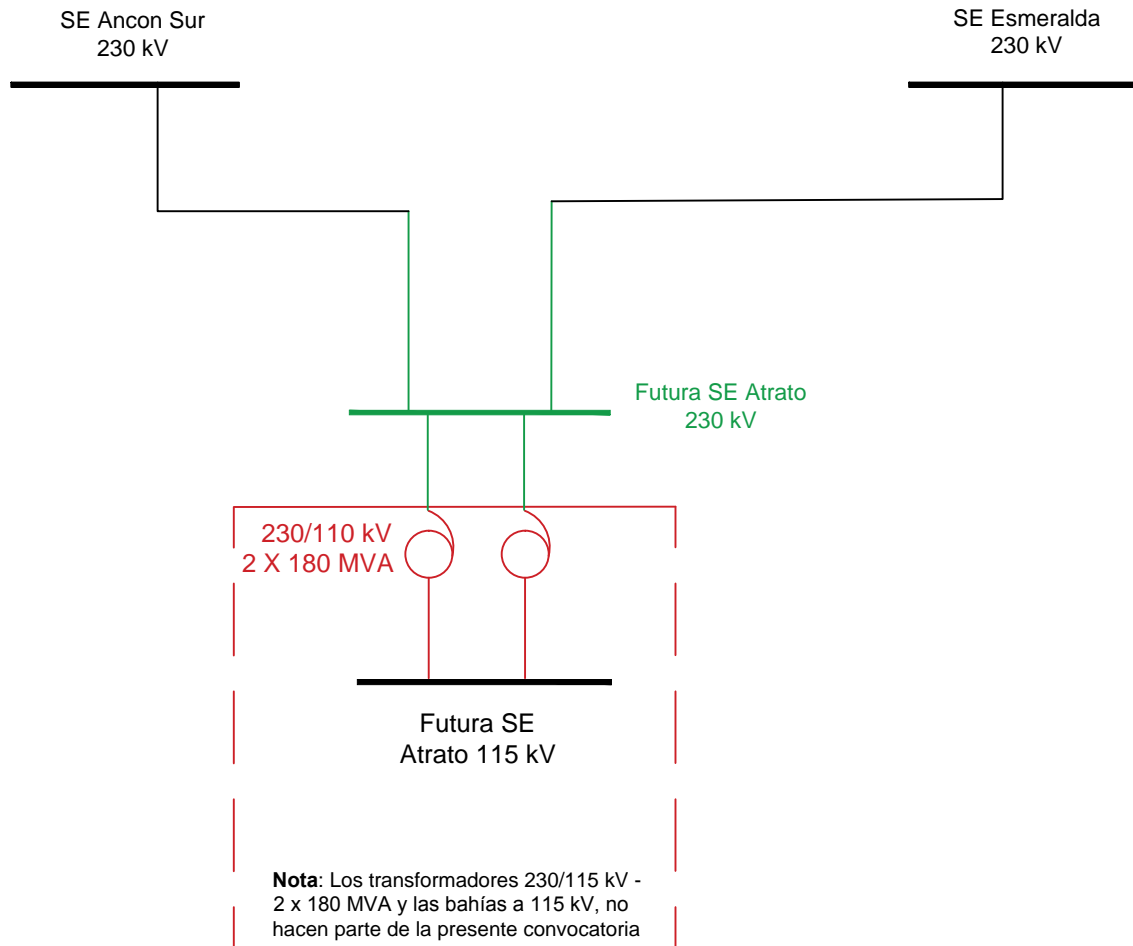 SE Ancon Sur
230 kV
SE Esmeralda
230 kV
Futura SE Atrato
230 kV
230/110 kV
2 X 180 MVA
Futura SE
Atrato 115 kV
Nota: Los transformadores 230/115 kV -
2 x 180 MVA y las bahías a 115 kV, no
hacen parte de la presente convocatoria